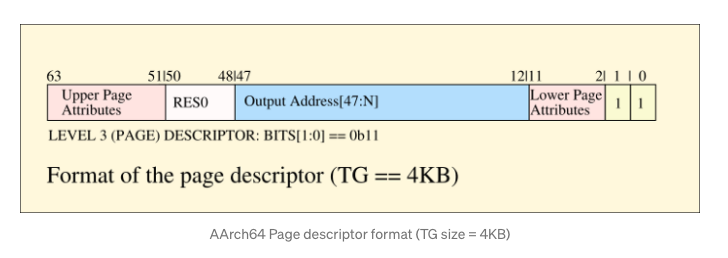 63 51|50 48|47 12|11 2| 1 | 0
Upper Page
Attributes
RES0
Output Address[47:N]
Lower Page
Attributes
1
1
LEVEL 3 (PAGE) DESCRIPTOR: BITS[1:0] == 0b11
Format of the page descriptor (TG == 4KB)
AArch64 Page descriptor format (TG size = 4KB)